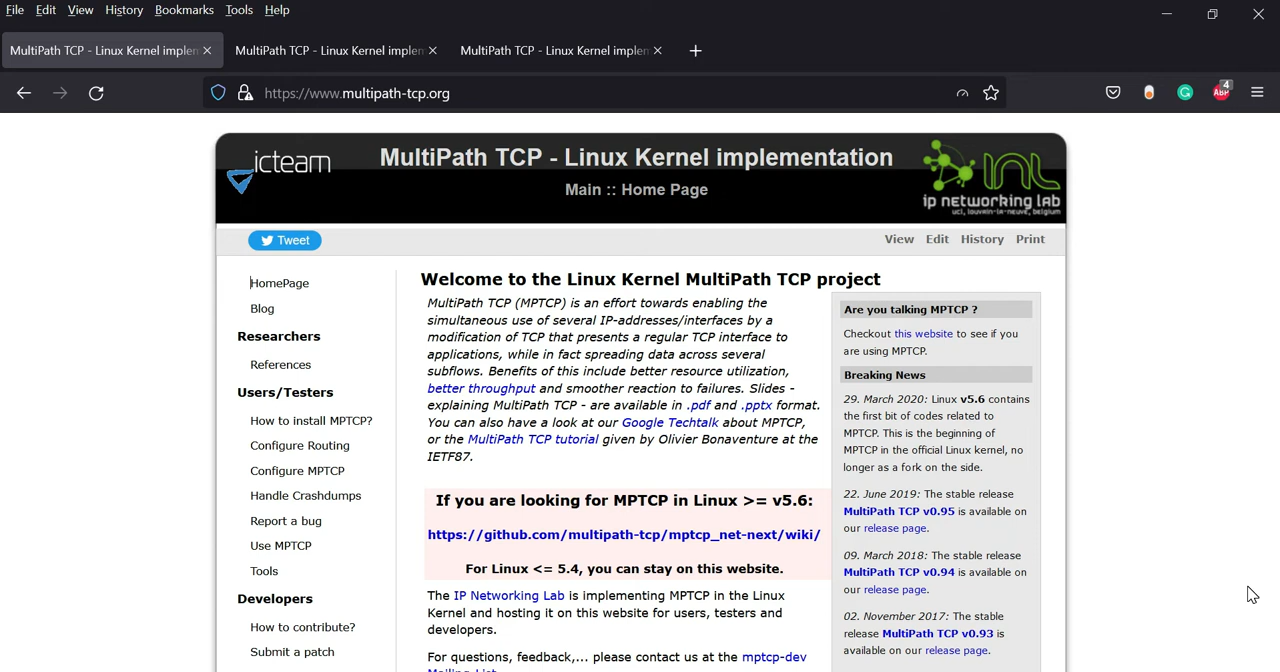 File Edit View History Bookmarks Tools Help
MultiPath TCP - Linux Kernel implemen
MultiPath TCP - Linux Kernel implemen
MultiPath TCP - Linux Kernel implemen
https://www.multipath-tcp.org
ABP
4
icteam
MultiPath TCP - Linux Kernel implementation
Main :: Home Page
INL
ip networking lab
ucl, louvain-la-neuve, belgium
Tweet
View Edit History Print
HomePage
Blog
Researchers
References
Users/Testers
How to install MPTCP?
Configure Routing
Configure MPTCP
Handle Crashdumps
Report a bug
Use MPTCP
Tools
Developers
How to contribute?
Submit a patch
Welcome to the Linux Kernel MultiPath TCP project
MultiPath TCP (MPTCP) is an effort towards enabling the
simultaneous use of several IP-addresses/interfaces by a
modification of TCP that presents a regular TCP interface to
applications, while in fact spreading data across several
subflows. Benefits of this include better resource utilization,
better throughput and smoother reaction to failures. Slides -
explaining MultiPath TCP - are available in .pdf and .pptx format.
You can also have a look at our Google Techtalk about MPTCP,
or the MultiPath TCP tutorial given by Olivier Bonaventure at the
IETF87.
If you are looking for MPTCP in Linux >= v5.6:
https://github.com/multipath-tcp/mptcp_net-next/wiki/
For Linux <= 5.4, you can stay on this website.
The IP Networking Lab is implementing MPTCP in the Linux
Kernel and hosting it on this website for users, testers and
developers.
For questions, feedback,... please contact us at the mptcp-dev
Mailing List
Are you talking MPTCP ?
Checkout this website to see if you
are using MPTCP.
Breaking News
29. March 2020: Linux v5.6 contains
the first bit of codes related to
MPTCP. This is the beginning of
MPTCP in the official Linux kernel, no
longer as a fork on the side.
22. June 2019: The stable release
MultiPath TCP v0.95 is available on
our release page.
09. March 2018: The stable release
MultiPath TCP v0.94 is available on
our release page.
02. November 2017: The stable
release MultiPath TCP v0.93 is
available on our release page.